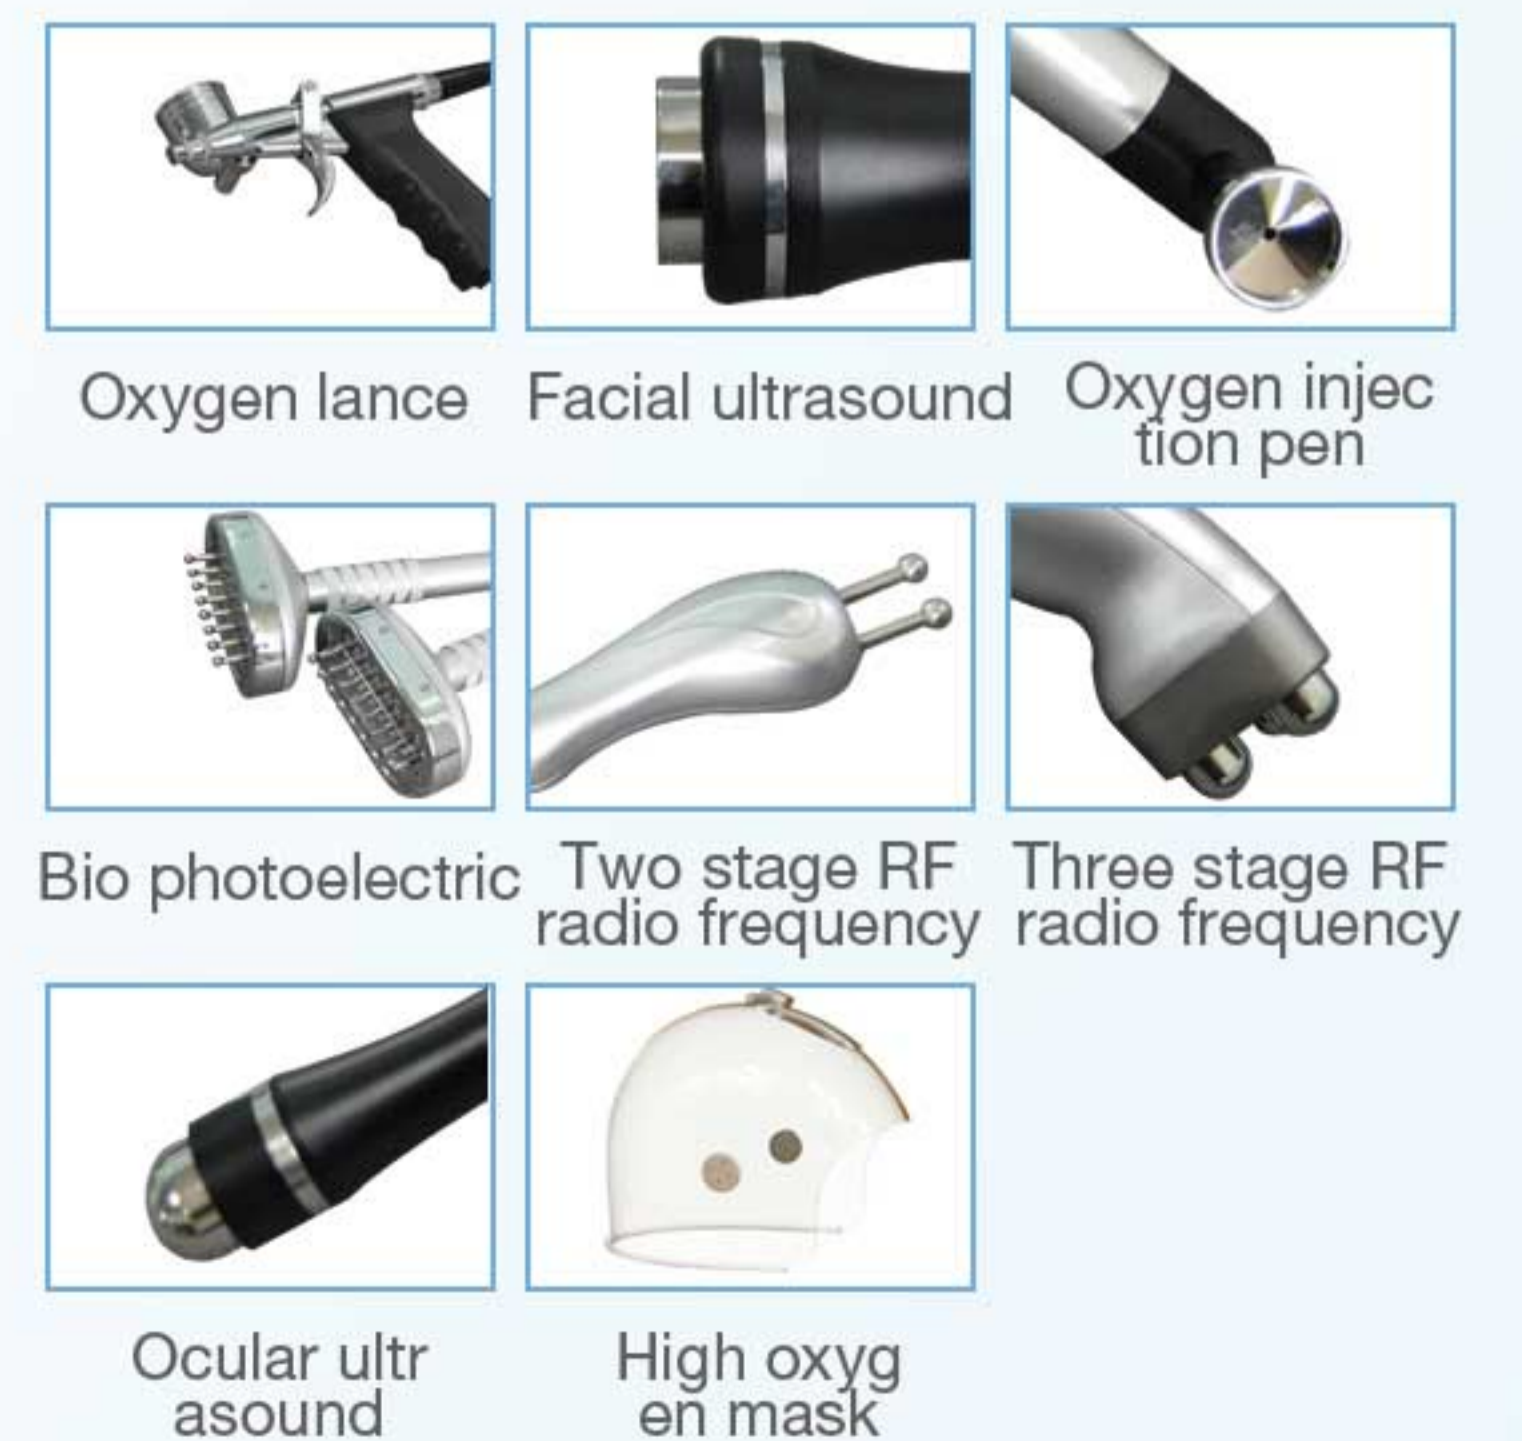 Oxygen lance
Facial ultrasound
Oxygen injec
tion pen
Bio photoelectric
Two stage RF
radio frequency
Three stage RF
radio frequency
Ocular ultr
asound
High oxyg
en mask